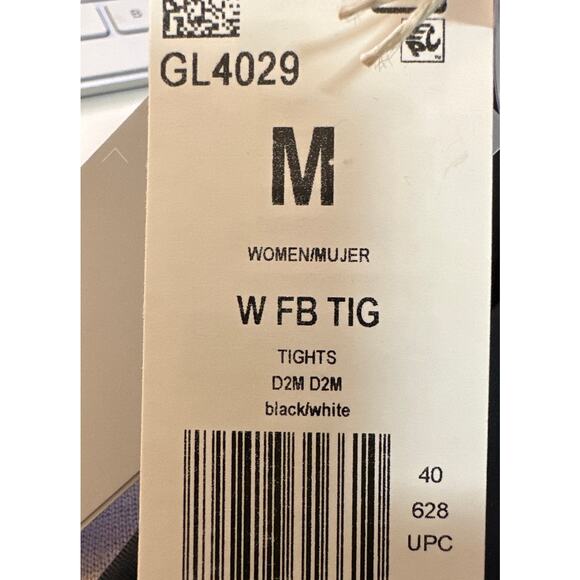 B
GL4029
M
WOMEN/MUJER
W FB TIG
TIGHTS
D2M D2M
black/white
40
628
UPC